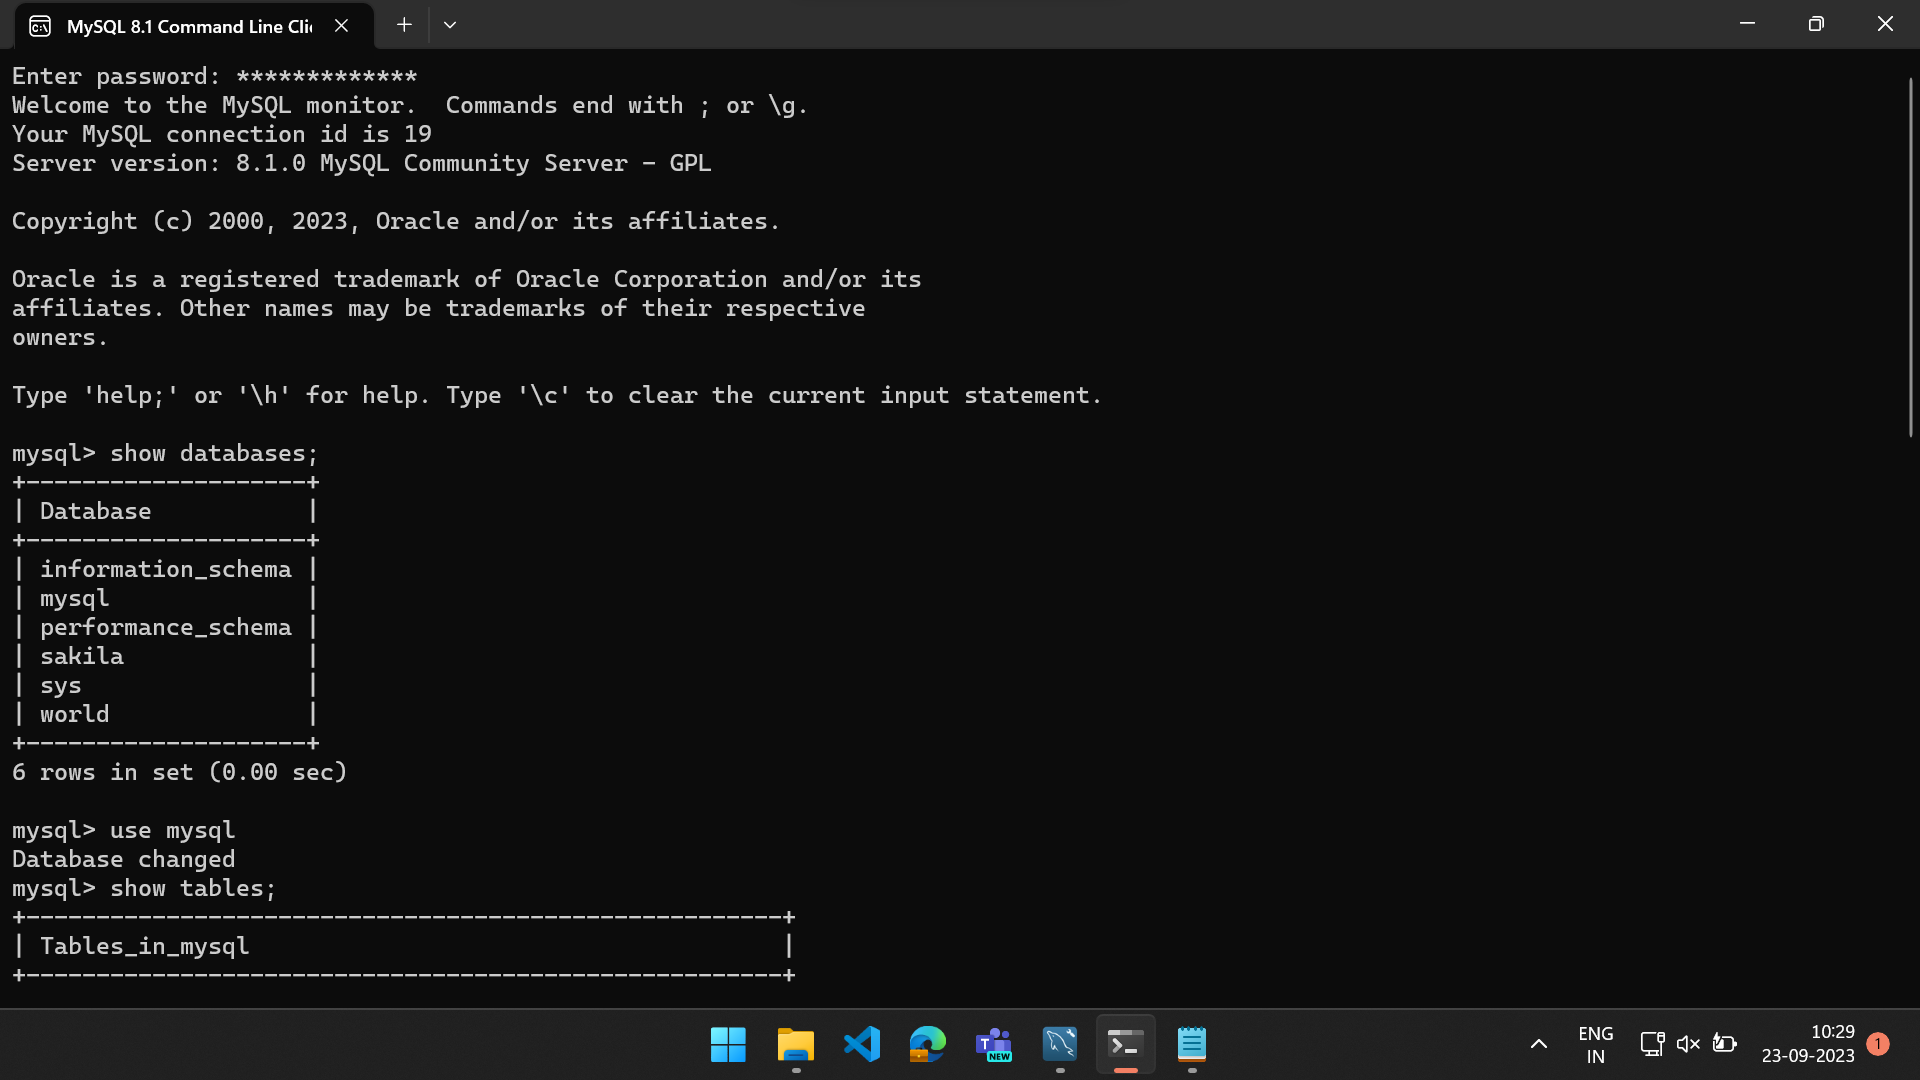 MySQL 8.1 Command Line Cli
Enter password: *************
Welcome to the MySQL monitor.  Commands end with ; or \g.
Your MySQL connection id is 19
Server version: 8.1.0 MySQL Community Server - GPL
Copyright (c) 2000, 2023, Oracle and/or its affiliates.
Oracle is a registered trademark of Oracle Corporation and/or its
affiliates. Other names may be trademarks of their respective
owners.
Type 'help;' or '\h' for help. Type '\c' to clear the current input statement.
mysql> show databases;
+--------------------+
| Database           |
+--------------------+
| information_schema |
| mysql              |
| performance_schema |
| sakila             |
| sys                |
| world              |
+--------------------+
6 rows in set (0.00 sec)
mysql> use mysql
Database changed
mysql> show tables;
+------------------------------------------------------+
| Tables_in_mysql                                      |
+------------------------------------------------------+
T NEW
ENG
IN
10:29
23-09-2023
1